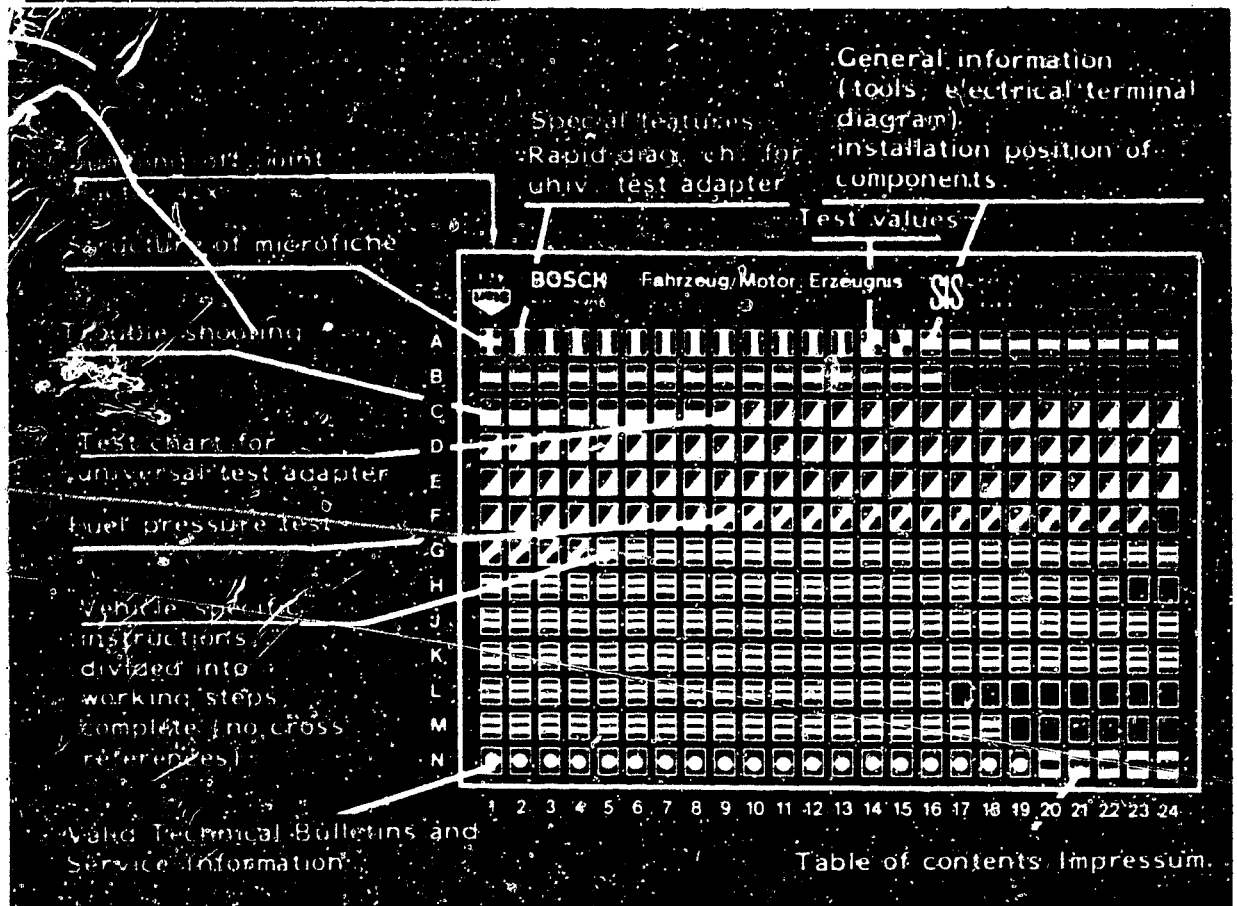 General information
(tools, electrical terminal
diagram)
installation position of
components
Special features
Rapid diag. ch. for
univ. test adapter
Test values
point
Structure of microfiche
Trouble shooting
Test chart for
universal test adapter
Fuel pressure test
Vehicle specific
instructions,
divided into
working steps
complete (no cross
references)
Valid Technical Bulletins and
Service Information
BOSCH Fahrzeug/Motor, Erzeugnis SIS
A
B
C
D
E
F
G
H
J
K
L
M
N
1 2 3 4 5 6 7 8 9 10 11 12 13 14 15 16 17 18 19 20 21 22 23 24
Table of contents Impressum